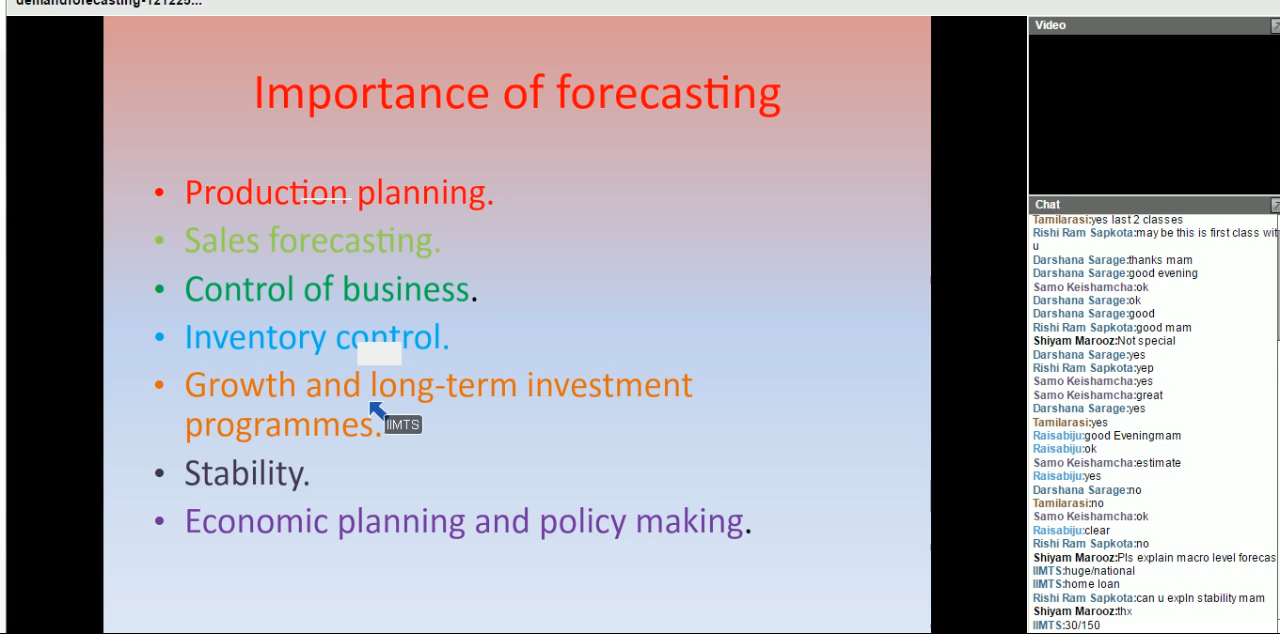 demandforecasting-121225...
Importance of forecasting
• Production planning.
• Sales forecasting.
• Control of business.
• Inventory control.
• Growth and long-term investment
programmes.
IIMTS
• Stability.
• Economic planning and policy making.
Video
Chat
Tamilarasi:yes last 2 classes
Rishi Ram Sapkota:may be this is first class wit
u
Darshana Sarage:thanks mam
Darshana Sarage:good evening
Samo Keishamcha:ok
Darshana Sarage:ok
Darshana Sarage:good
Rishi Ram Sapkota:good mam
Shiyam Marooz:Not special
Darshana Sarage:yes
Rishi Ram Sapkota:yep
Samo Keishamcha:yes
Samo Keishamcha:great
Darshana Sarage:yes
Tamilarasi:yes
Raisabiju:good Eveningmam
Raisabiju:ok
Samo Keishamcha:estimate
Raisabiju:yes
Darshana Sarage:no
Tamilarasi:no
Samo Keishamcha:ok
Raisabiju:clear
Rishi Ram Sapkota:no
Shiyam Marooz:Pls explain macro level forecas
IIMTS:huge/national
IIMTS:home loan
Rishi Ram Sapkota:can u expln stability mam
Shiyam Marooz:thx
IIMTS:30/150